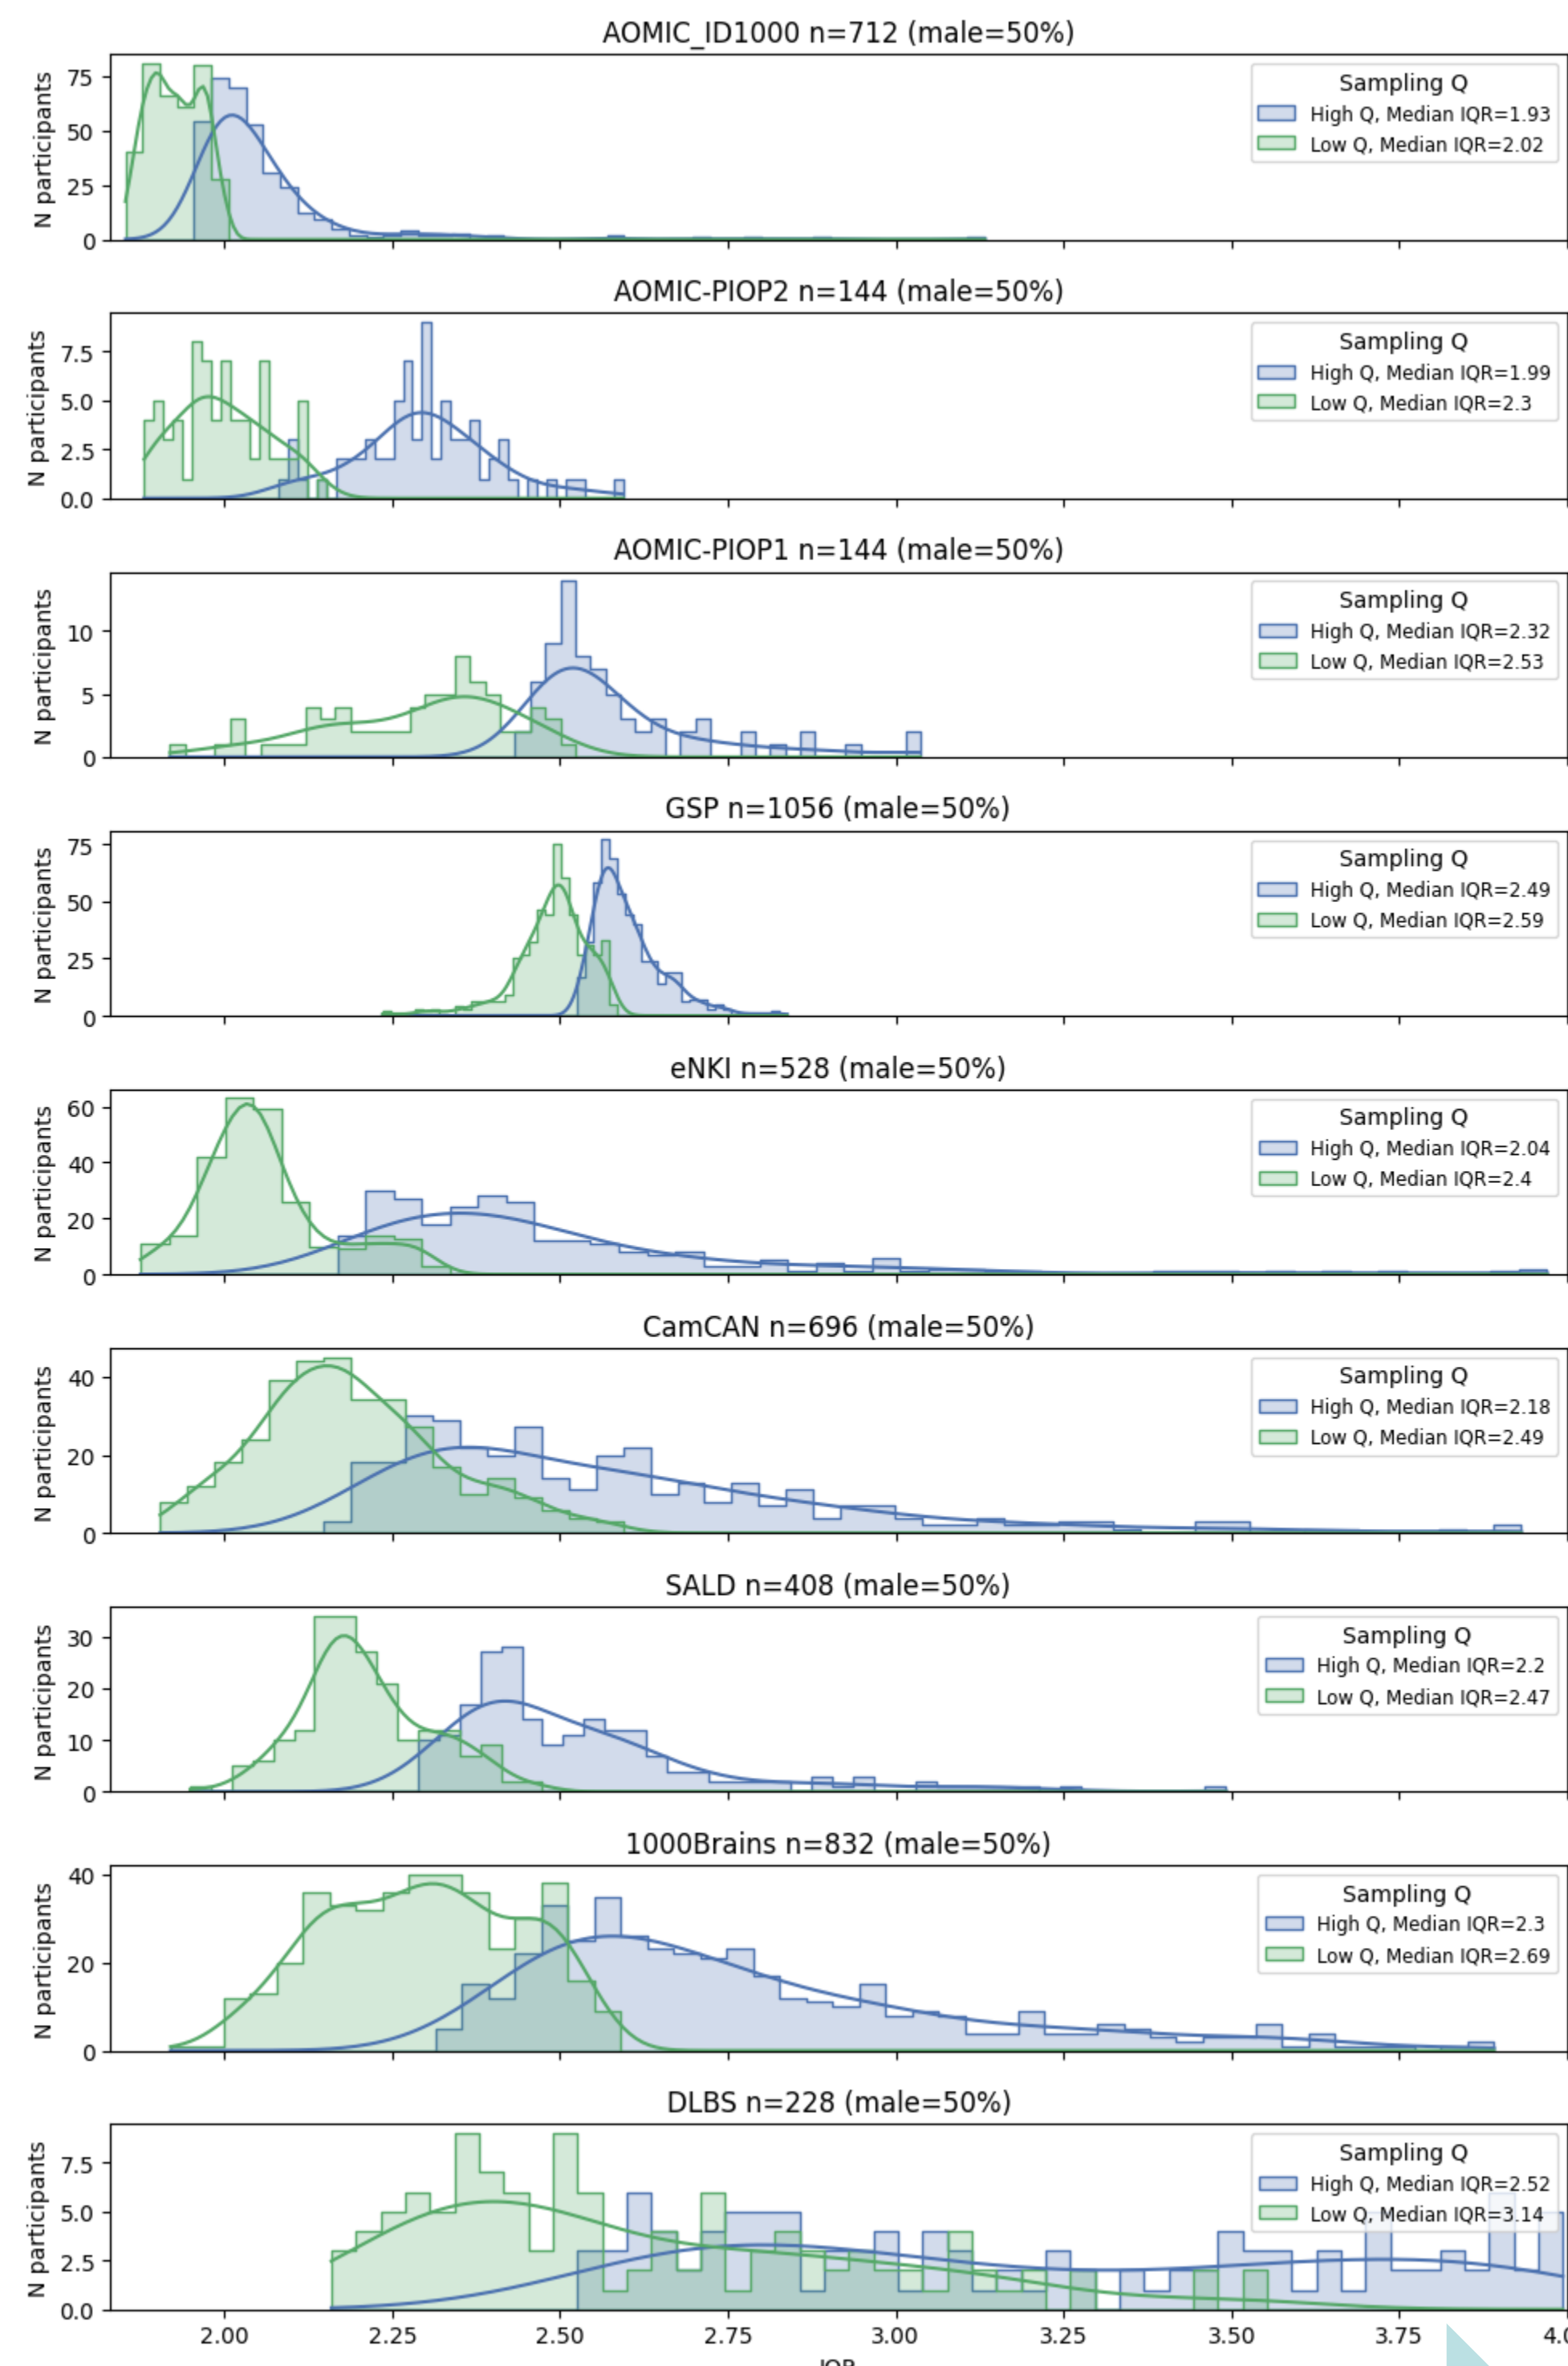 AOMIC_ID1000 n=712 (male=50%)
N participants
75
50
25
0
Sampling Q
High Q, Median IQR=1.93
Low Q, Median IQR=2.02
AOMIC-PIOP2 n=144 (male=50%)
N participants
7.5
5.0
2.5
0.0
Sampling Q
High Q, Median IQR=1.99
Low Q, Median IQR=2.3
AOMIC-PIOP1 n=144 (male=50%)
N participants
10
5
0
Sampling Q
High Q, Median IQR=2.32
Low Q, Median IQR=2.53
GSP n=1056 (male=50%)
N participants
75
50
25
0
Sampling Q
High Q, Median IQR=2.49
Low Q, Median IQR=2.59
eNKI n=528 (male=50%)
N participants
60
40
20
0
Sampling Q
High Q, Median IQR=2.04
Low Q, Median IQR=2.4
CamCAN n=696 (male=50%)
N participants
40
20
0
Sampling Q
High Q, Median IQR=2.18
Low Q, Median IQR=2.49
SALD n=408 (male=50%)
N participants
30
20
10
0
Sampling Q
High Q, Median IQR=2.2
Low Q, Median IQR=2.47
1000Brains n=832 (male=50%)
N participants
40
20
0
Sampling Q
High Q, Median IQR=2.3
Low Q, Median IQR=2.69
DLBS n=228 (male=50%)
N participants
7.5
5.0
2.5
0.0
Sampling Q
High Q, Median IQR=2.52
Low Q, Median IQR=3.14
2.00 2.25 2.50 2.75 3.00 3.25 3.50 3.75